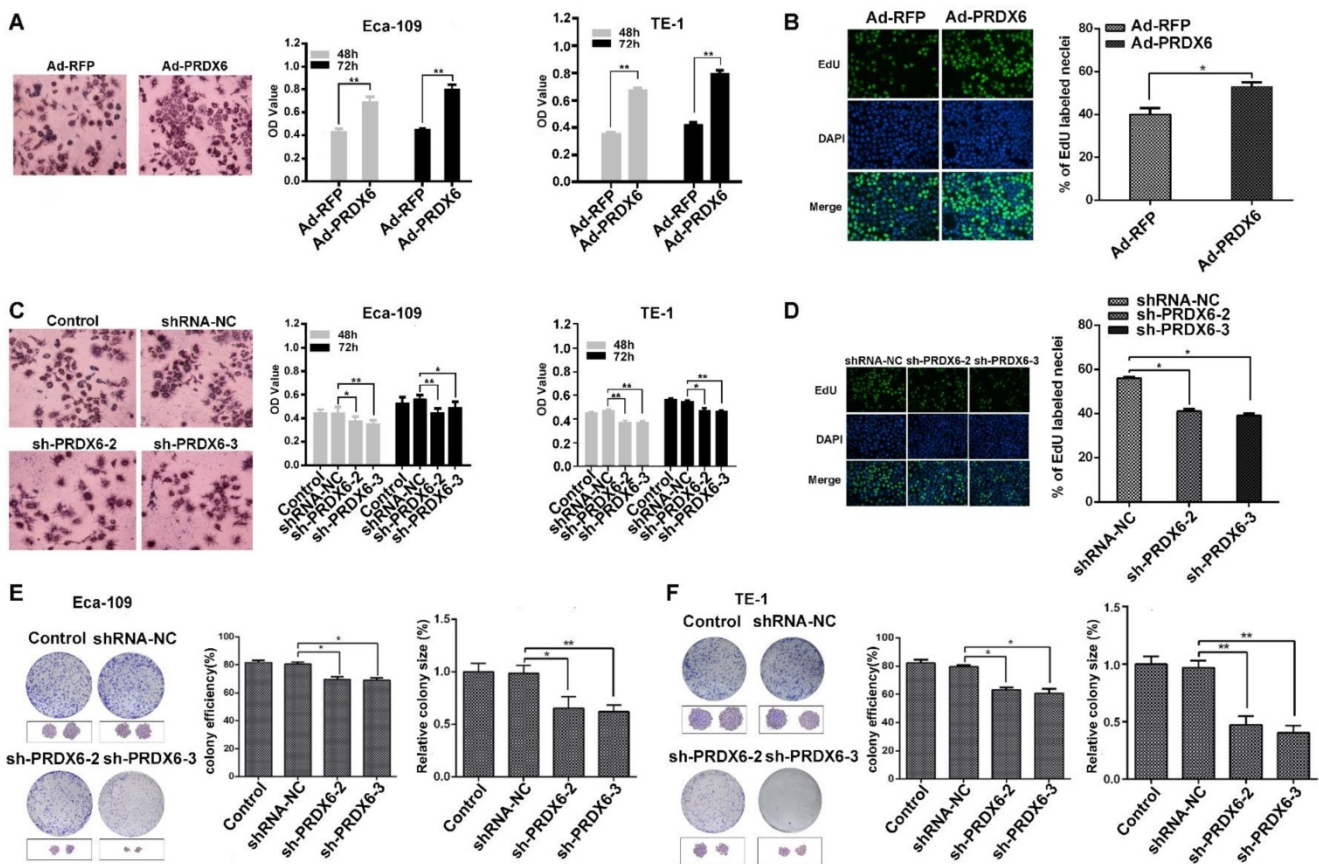 A
Ad-RFP
Ad-PRDX6
Eca-109
48h
72h
OD Value
1.2
1.0
0.8
0.6
0.4
0.2
0.0
**
**
Ad-RFP
Ad-PRDX6
Ad-RFP
Ad-PRDX6
TE-1
48h
72h
OD Value
1.2
1.0
0.8
0.6
0.4
0.2
0.0
**
**
Ad-RFP
Ad-PRDX6
Ad-RFP
Ad-PRDX6
B
Ad-RFP
Ad-PRDX6
EdU
DAPI
Merge
Ad-RFP
Ad-PRDX6
% of EdU labeled neclei
80
60
40
20
0
*
Ad-RFP
Ad-PRDX6
C
Control
shRNA-NC
sh-PRDX6-2
sh-PRDX6-3
Eca-109
48h
72h
OD Value
1.2
1.0
0.8
0.6
0.4
0.2
0.0
**
*
*
**
Control
shRNA-NC
sh-PRDX6-2
sh-PRDX6-3
Control
shRNA-NC
sh-PRDX6-2
sh-PRDX6-3
TE-1
48h
72h
OD Value
1.2
1.0
0.8
0.6
0.4
0.2
0.0
**
**
**
*
Control
shRNA-NC
sh-PRDX6-2
sh-PRDX6-3
Control
shRNA-NC
sh-PRDX6-2
sh-PRDX6-3
D
shRNA-NC
sh-PRDX6-2
sh-PRDX6-3
EdU
DAPI
Merge
shRNA-NC
sh-PRDX6-2
sh-PRDX6-3
% of EdU labeled neclei
80
60
40
20
0
*
*
shRNA-NC
sh-PRDX6-2
sh-PRDX6-3
E
Eca-109
Control
shRNA-NC
sh-PRDX6-2
sh-PRDX6-3
colony efficiency(%)
100
80
60
40
20
0
*
*
Control
shRNA-NC
sh-PRDX6-2
sh-PRDX6-3
Relative colony size (%)
1.5
1.0
0.5
0.0
**
*
Control
shRNA-NC
sh-PRDX6-2
sh-PRDX6-3
F
TE-1
Control
shRNA-NC
sh-PRDX6-2
sh-PRDX6-3
colony efficiency(%)
100
80
60
40
20
0
*
*
Control
shRNA-NC
sh-PRDX6-2
sh-PRDX6-3
Relative colony size (%)
1.5
1.0
0.5
0.0
**
**
Control
shRNA-NC
sh-PRDX6-2
sh-PRDX6-3